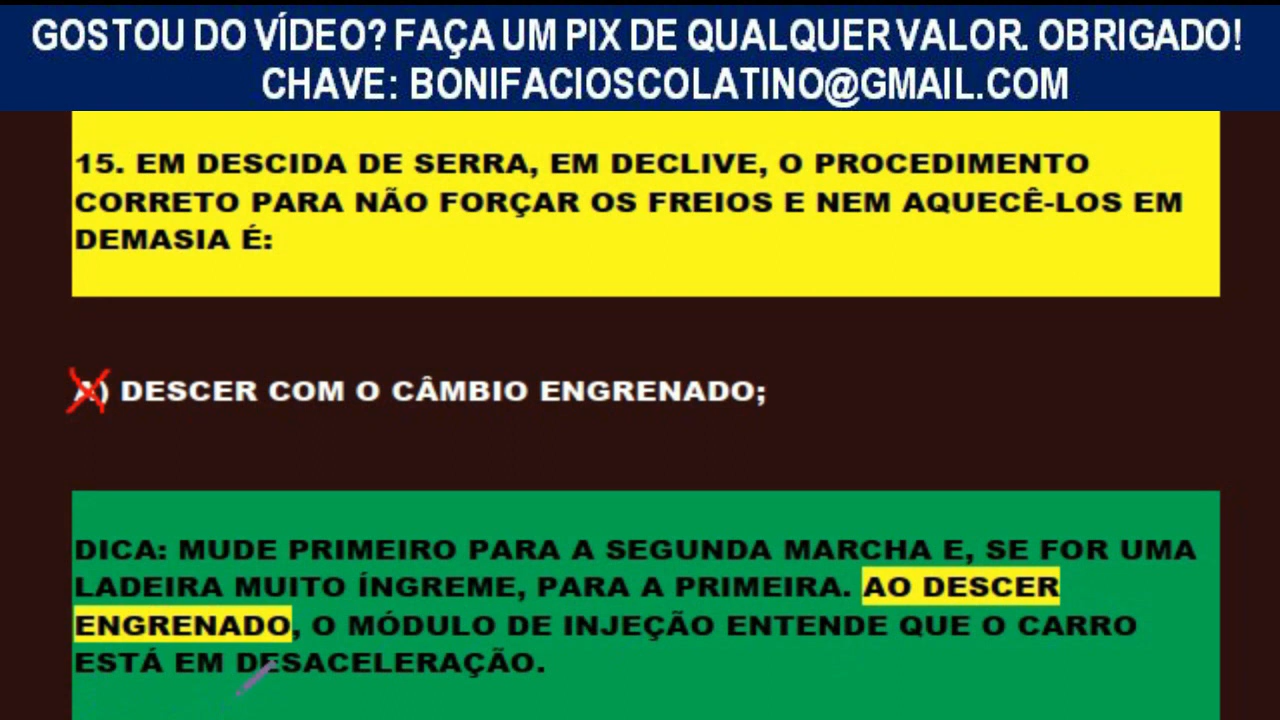 GOSTOU DO VÍDEO? FAÇA UM PIX DE QUALQUER VALOR. OBRIGADO!
CHAVE: BONIFACIOSCOLATINO@GMAIL.COM
15. EM DESCIDA DE SERRA, EM DECLIVE, O PROCEDIMENTO
CORRETO PARA NÃO FORÇAR OS FREIOS E NEM AQUECÊ-LOS EM
DEMASIA É:
A) DESCER COM O CÂMBIO ENGRENADO;
DICA: MUDE PRIMEIRO PARA A SEGUNDA MARCHA E, SE FOR UMA
LADEIRA MUITO ÍNGREME, PARA A PRIMEIRA. AO DESCER
ENGRENADO, O MÓDULO DE INJEÇÃO ENTENDE QUE O CARRO
ESTÁ EM DESACELERAÇÃO.